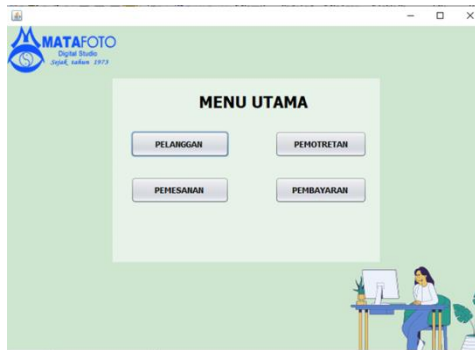 MATAFOTO
Digital Studio
Sejak tahun 1973
MENU UTAMA
PELANGGAN
PEMOTRETAN
PEMESANAN
PEMBAYARAN